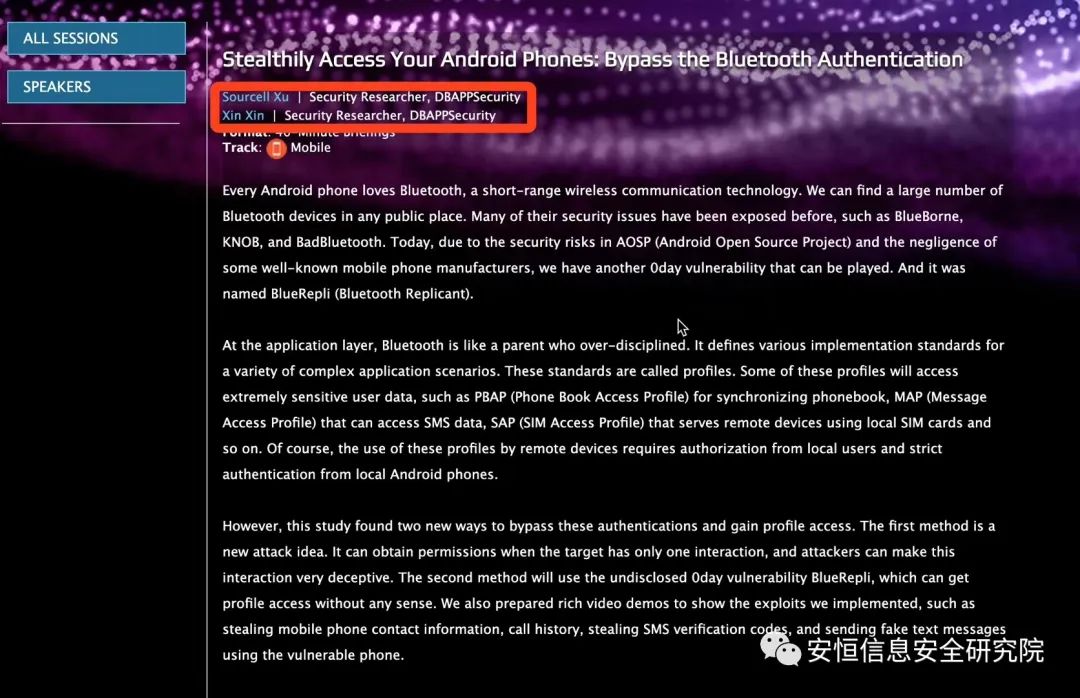 ALL SESSIONS
SPEAKERS
Stealthily Access Your Android Phones: Bypass the Bluetooth Authentication
Sourcell Xu | Security Researcher, DBAPPSecurity
Xin Xin | Security Researcher, DBAPPSecurity
Format: 40-Minute Briefings
Track: Mobile
Every Android phone loves Bluetooth, a short-range wireless communication technology. We can find a large number of
Bluetooth devices in any public place. Many of their security issues have been exposed before, such as BlueBorne,
KNOB, and BadBluetooth. Today, due to the security risks in AOSP (Android Open Source Project) and the negligence of
some well-known mobile phone manufacturers, we have another 0day vulnerability that can be played. And it was
named BlueRepli (Bluetooth Replicant).
At the application layer, Bluetooth is like a parent who over-disciplined. It defines various implementation standards for
a variety of complex application scenarios. These standards are called profiles. Some of these profiles will access
extremely sensitive user data, such as PBAP (Phone Book Access Profile) for synchronizing phonebook, MAP (Message
Access Profile) that can access SMS data, SAP (SIM Access Profile) that serves remote devices using local SIM cards and
so on. Of course, the use of these profiles by remote devices requires authorization from local users and strict
authentication from local Android phones.
However, this study found two new ways to bypass these authentications and gain profile access. The first method is a
new attack idea. It can obtain permissions when the target has only one interaction, and attackers can make this
interaction very deceptive. The second method will use the undisclosed 0day vulnerability BlueRepli, which can get
profile access without any sense. We also prepared rich video demos to show the exploits we implemented, such as
stealing mobile phone contact information, call history, stealing SMS verification codes, and sending fake text messages
using the vulnerable phone.
安恒信息安全研究院